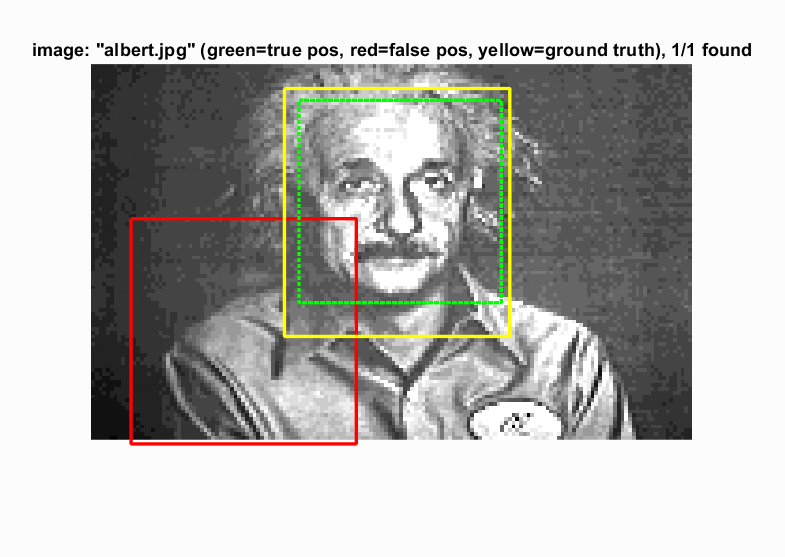 image: "albert.jpg" (green=true pos, red=false pos, yellow=ground truth), 1/1 found